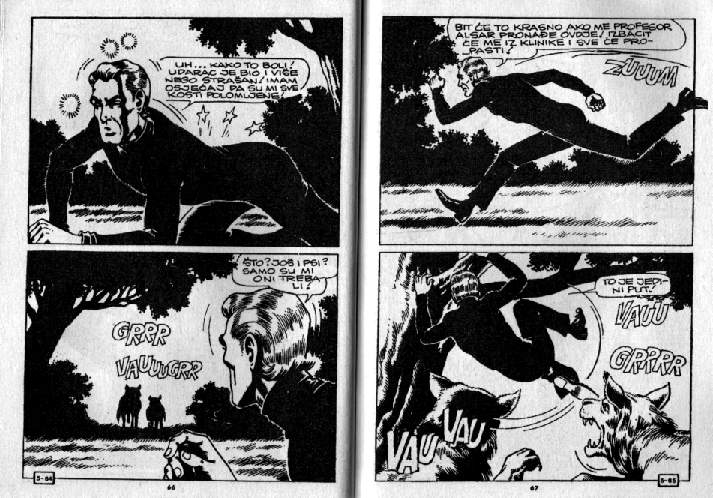 UH... KAKO TO BOLI!
UDARAC JE BIO I VIŠE
NEGO STRAŠAN! IMAM
OSJEĆAJ PA SU MI SVE
KOSTI POLOMLJENE!
ŠTO? JOŠ I PSI?
SAMO SU MI
ONI TREBA-
LI!
GRRR
VAUUUGRR
5-64
66
BIT ĆE TO KRASNO AKO ME PROFESOR
ALSAR PRONAĐE OVDJE! IZBACIT
ĆE ME IZ KLINIKE I SVE ĆE PRO-
PASTI!
ZUUUM
TO JE JEDI-
NI PUT!
VAUU
GRRRR
VAU
VAU
67
5-65